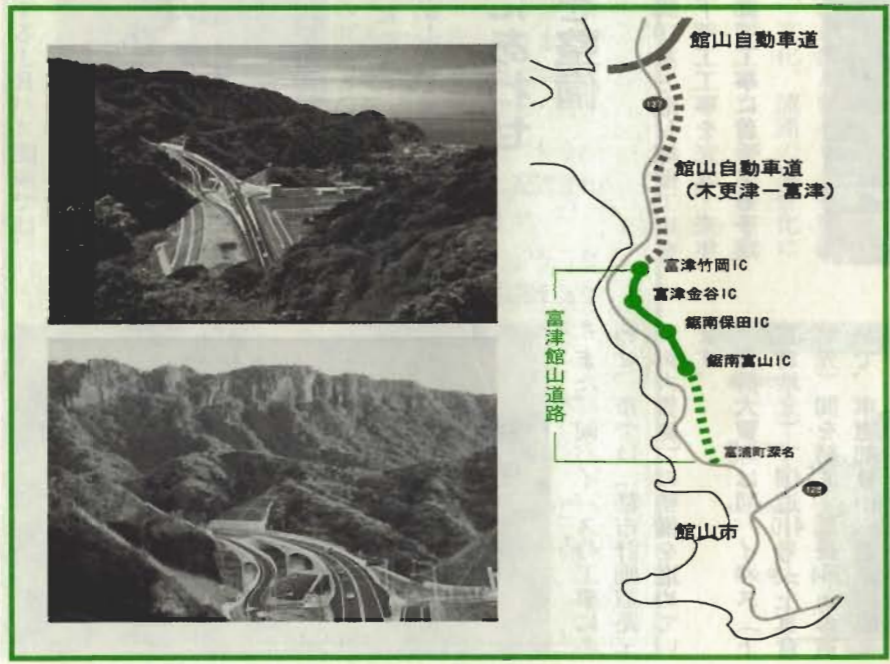 館山自動車道
127
館山自動車道
（木更津ー富津）
富津竹岡IC
富津金谷IC
鋸南保田IC
鋸南富山IC
富津館山道路
富浦町深名
128
館山市